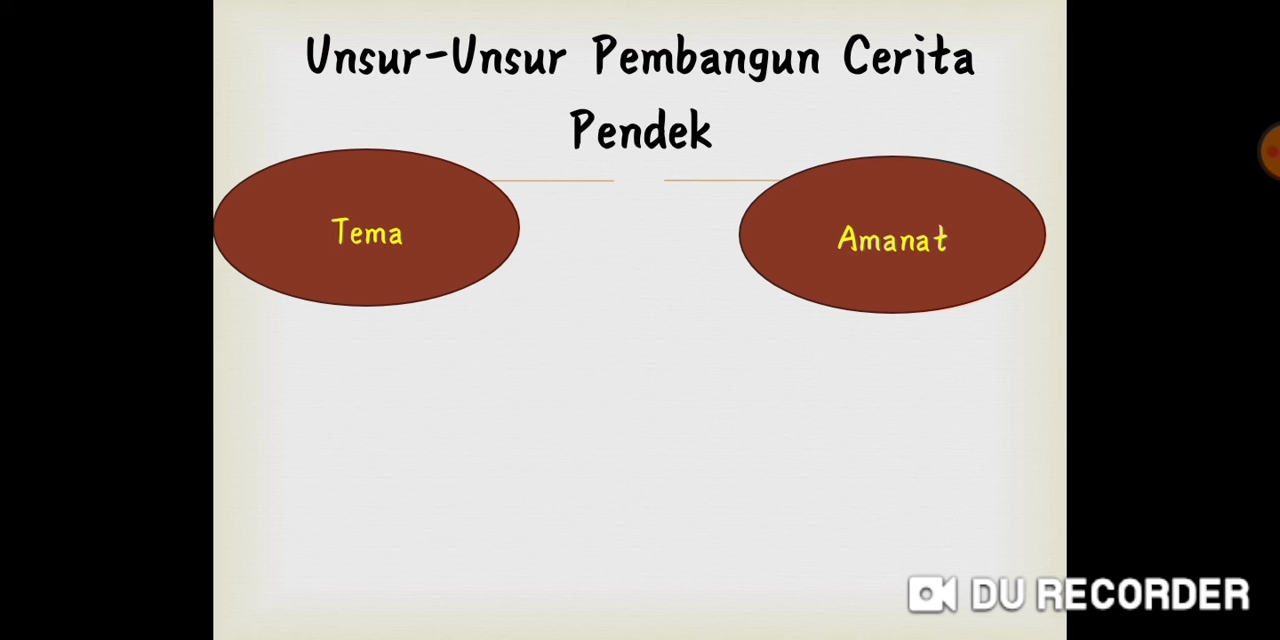 Unsur-Unsur Pembangun Cerita
Pendek
Tema
Amanat
DU RECORDER